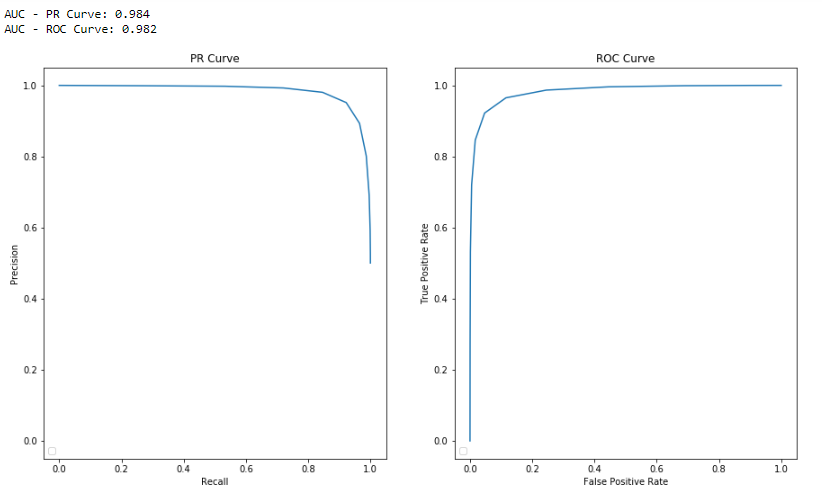 AUC - PR Curve: 0.984
AUC - ROC Curve: 0.982
PR Curve
1.0
0.8
0.6
0.4
0.2
0.0
Precision
0.0 0.2 0.4 0.6 0.8 1.0
Recall
ROC Curve
1.0
0.8
0.6
0.4
0.2
0.0
True Positive Rate
0.0 0.2 0.4 0.6 0.8 1.0
False Positive Rate